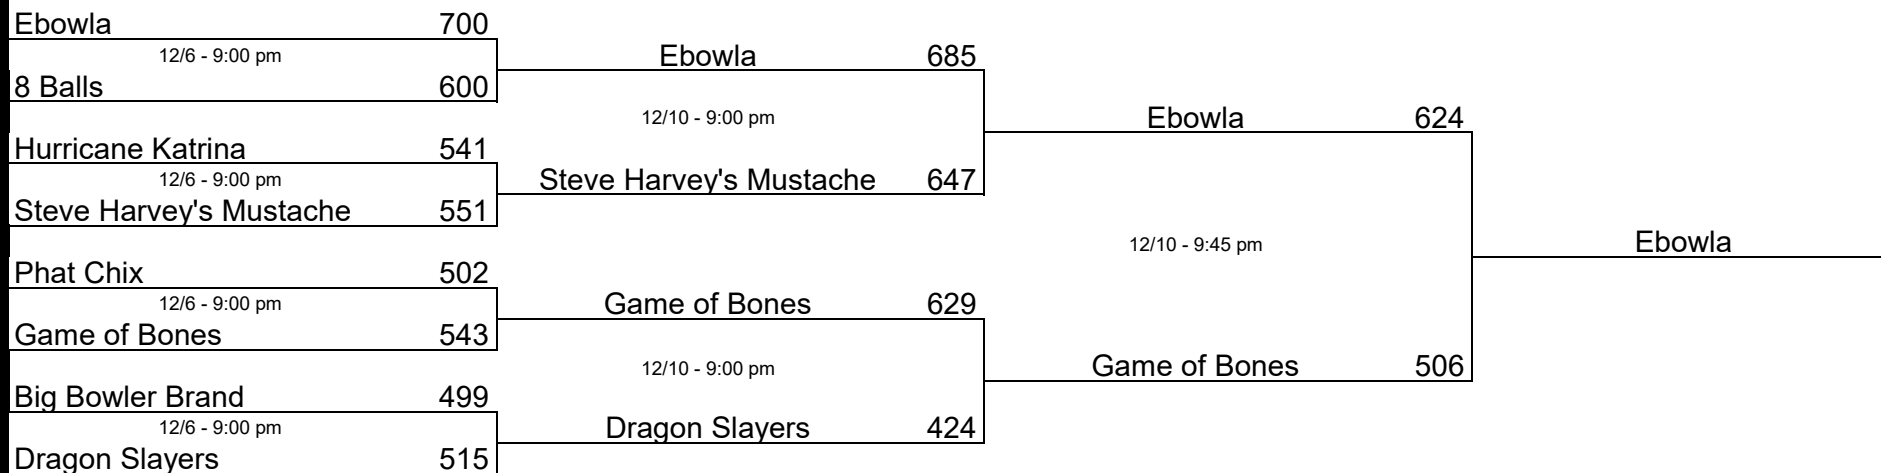 Ebowla 700
12/6 - 9:00 pm
8 Balls 600
Hurricane Katrina 541
12/6 - 9:00 pm
Steve Harvey's Mustache 551
Phat Chix 502
12/6 - 9:00 pm
Game of Bones 543
Big Bowler Brand 499
12/6 - 9:00 pm
Dragon Slayers 515
Ebowla 685
12/10 - 9:00 pm
Steve Harvey's Mustache 647
Game of Bones 629
12/10 - 9:00 pm
Dragon Slayers 424
Ebowla 624
12/10 - 9:45 pm
Game of Bones 506
Ebowla